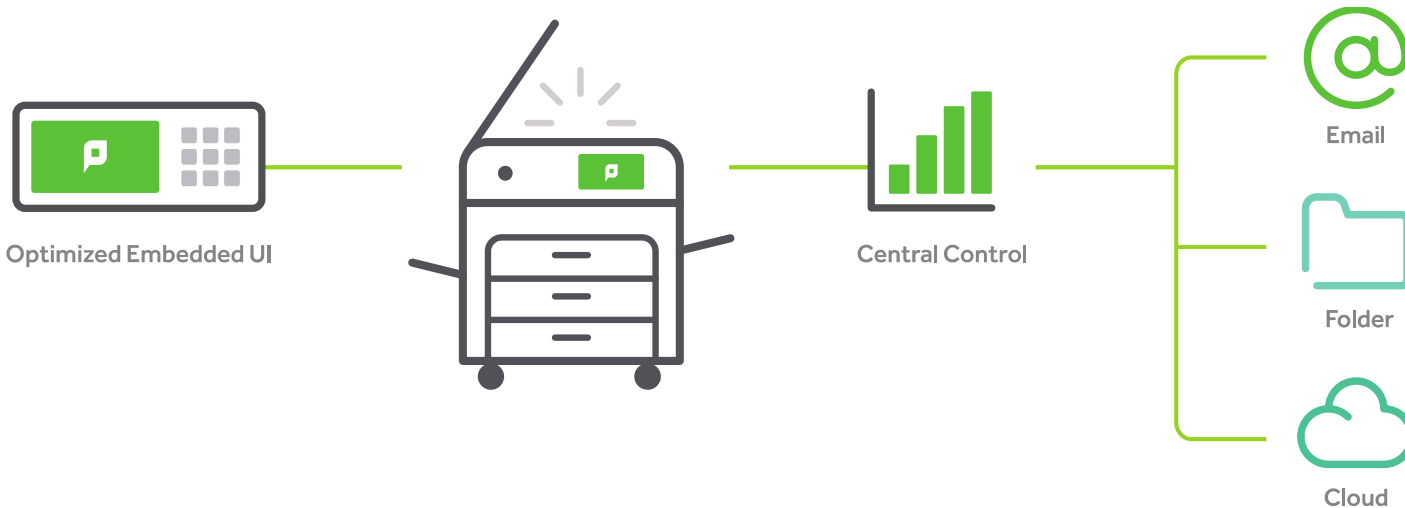 Optimized Embedded UI
Central Control
Email
Folder
Cloud